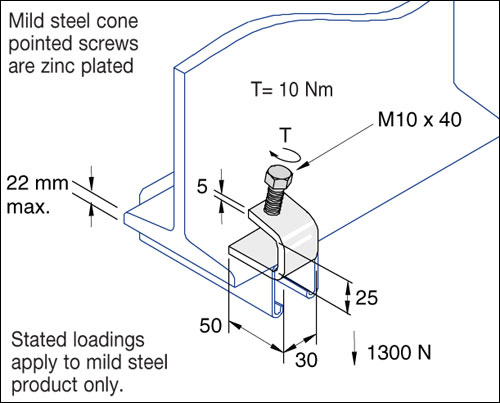 Mild steel cone
pointed screws
are zinc plated
T= 10 Nm
M10 x 40
T
22 mm
max.
5
25
50
30
1300 N
Stated loadings
apply to mild steel
product only.